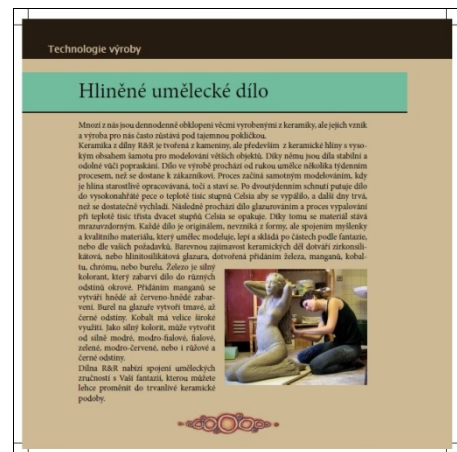 Technologie výroby
Hliněné umělecké dílo
Mnozí z nás jsou dennodenně obklopeni věcmi vyrobenými z keramiky, ale jejich vznik
a výroba pro nás často zůstává pod tajemnou pokličkou.
Keramika z dílny R&R je tvořená z kameniny, ale především z keramické hlíny s vyso-
kým obsahem šamotu pro modelování větších objektů. Díky němu jsou díla stabilní a
odolné vůči popraskání. Dílo ve výrobě prochází od rukou umělce několika týdenním
procesem, než se dostane k zákazníkovi. Proces začíná samotným modelováním, kdy
je hlína starostlivě opracovávaná, točí a staví se. Po dvoutýdenním schnutí putuje dílo
do vysokonahřáté pece o teplotě tisíc stupňů Celsia aby se vypálilo, a další dny trvá,
než se dostatečně vychladí. Následně prochází dílo glazurováním a proces vypalování
při teplotě tisíc třista dvacet stupňů Celsia se opakuje. Díky tomu se materiál stává
mrazuvzdorným. Každé dílo je originálem, nevzniká z formy, ale spojením myšlenky
a kvalitního materiálu, který umělec modeluje, lepí a skládá po částech podle fantazie,
nebo dle vašich požadavků. Barevnou zajímavost keramických děl dotváří zirkonsili-
kátová, nebo hlinitosilikátová glazura, dotvořená přidáním železa, manganů, kobal-
tu, chrómu, nebo burelu. Železo je silný
kolorant, který zabarví dílo do různých
odstínů okrové. Přidáním manganů se
vytváří hnědé až červeno-hnědé zabar-
vení. Burel na glazuře vytvoří tmavé, až
černé odstíny. Kobalt má velice široké
využití. Jako silný kolorit, může vytvořit
od silně modré, modro-fialové, fialové,
zelené, modro-červené, nebo i růžové a
černé odstíny.
Dílna R&R nabízí spojení uměleckých
zručností s Vaší fantazií, kterou můžete
lehce proměnit do trvanlivé keramické
podoby.